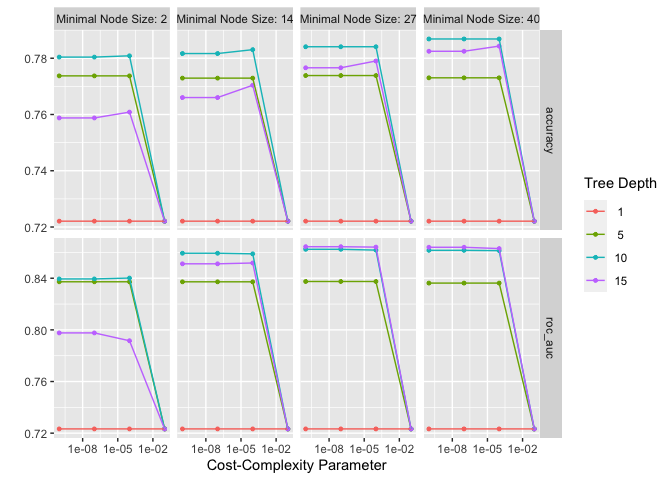 Minimal Node Size: 2 Minimal Node Size: 14 Minimal Node Size: 27 Minimal Node Size: 40
0.78
0.76
0.74
0.72
accuracy
0.84
0.80
0.76
0.72
roc_auc
1e-08 1e-05 1e-02 1e-08 1e-05 1e-02 1e-08 1e-05 1e-02 1e-08 1e-05 1e-02
Cost-Complexity Parameter
Tree Depth
1
5
10
15